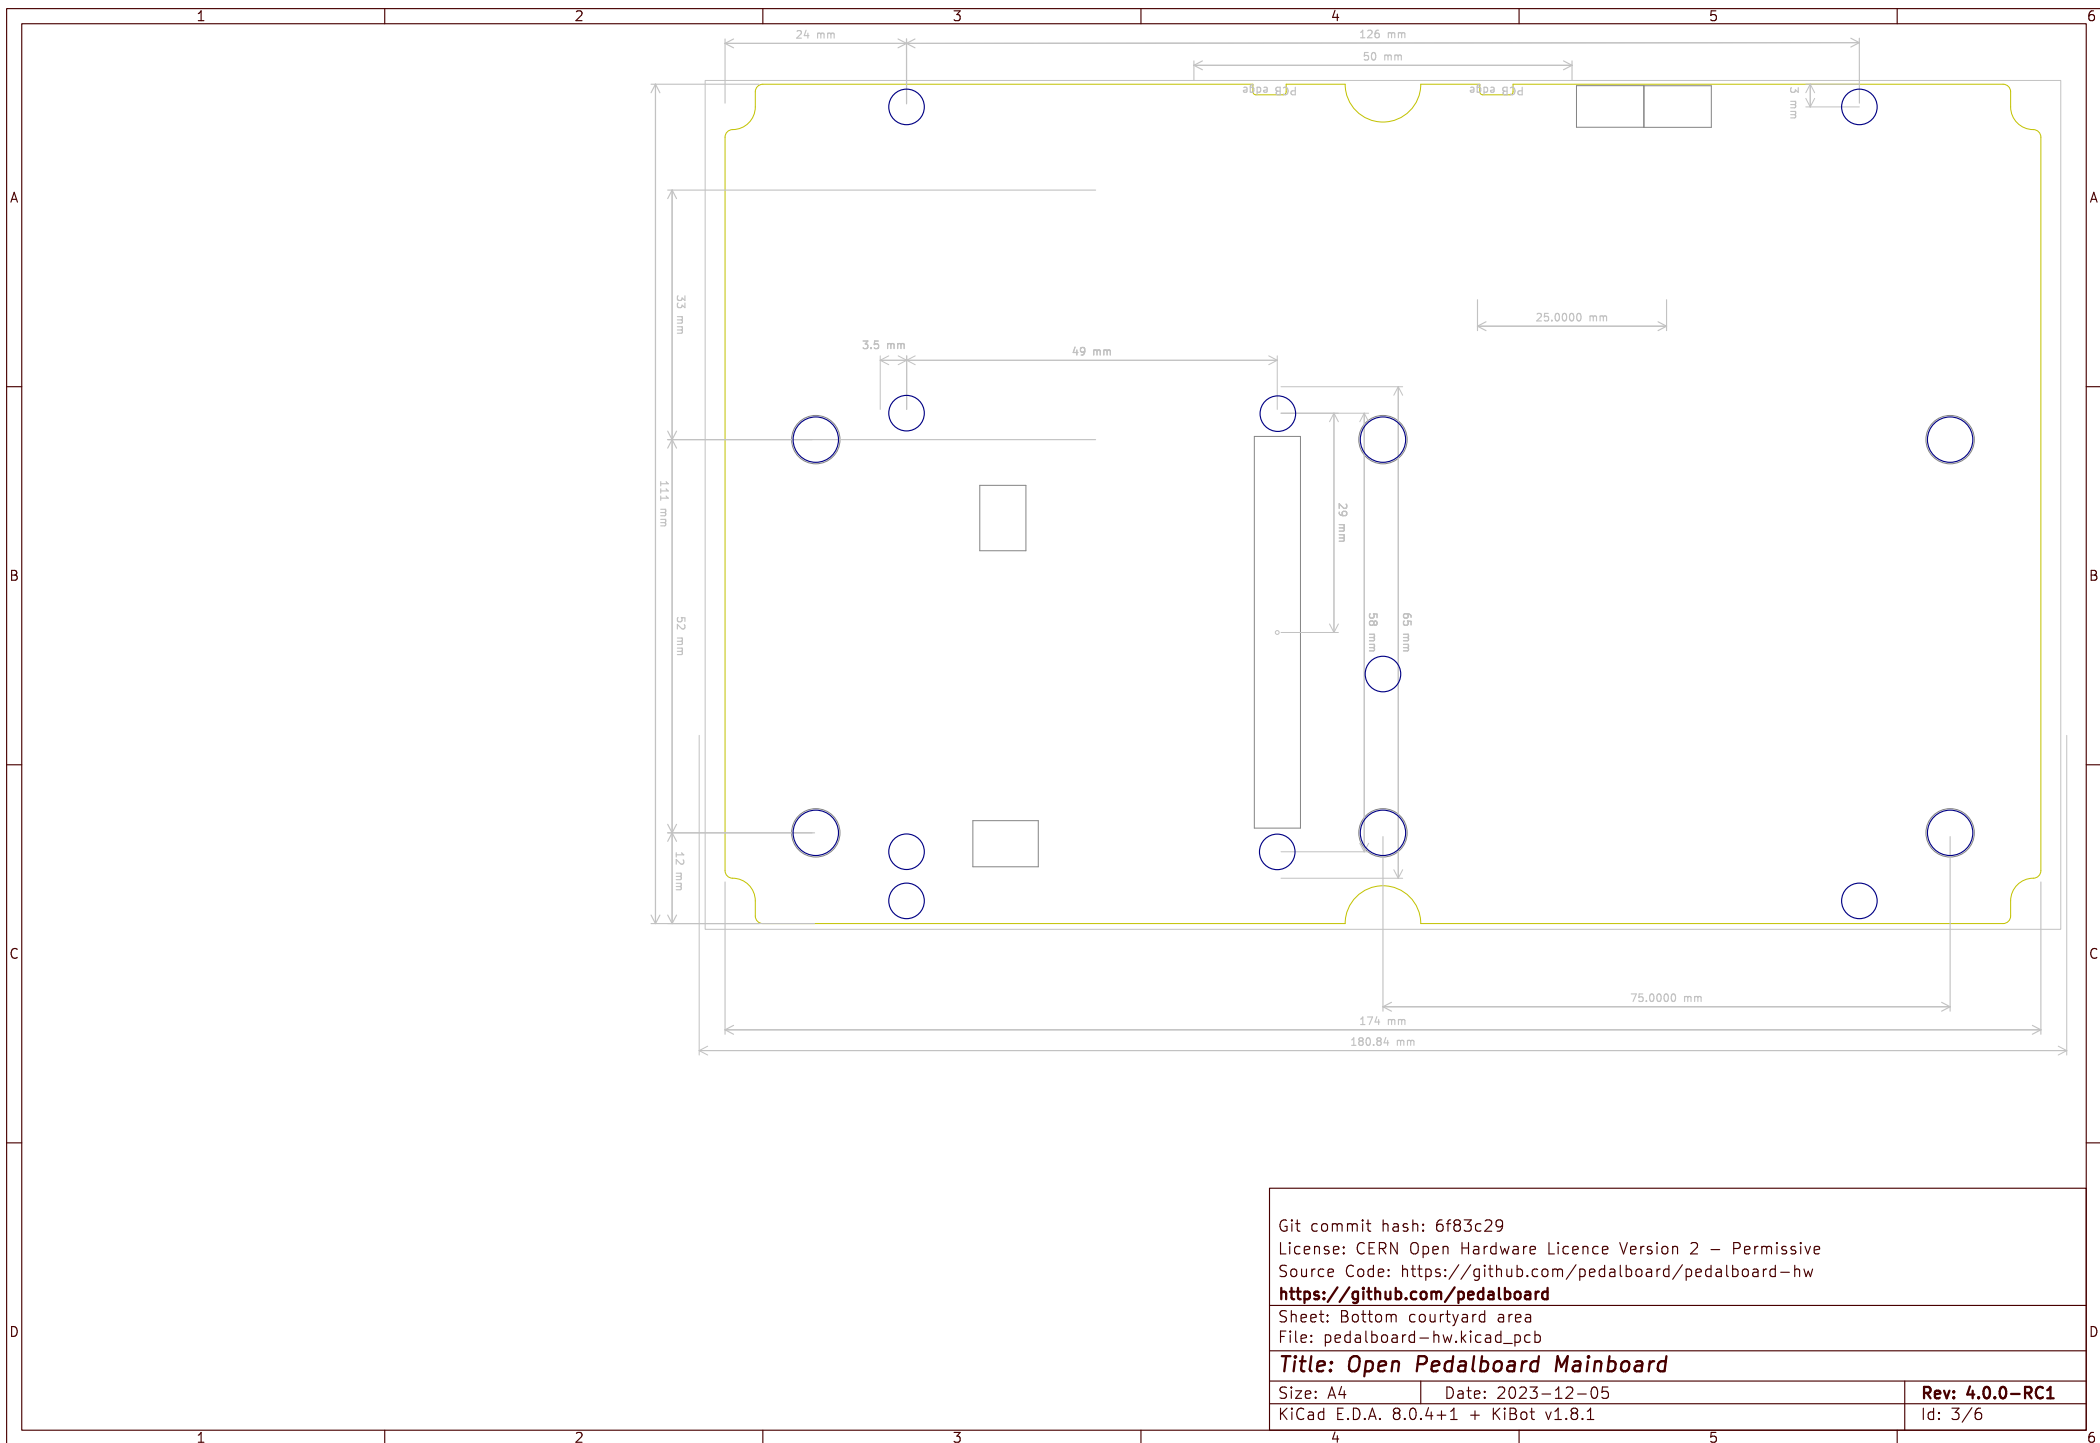 1 2 3 4 5 6
24 mm
126 mm
50 mm
PCB edge
PCB edge
3 mm
A
A
33 mm
25.0000 mm
3.5 mm
49 mm
111 mm
29 mm
B
B
52 mm
58 mm
65 mm
12 mm
C
C
75.0000 mm
174 mm
180.84 mm
Git commit hash: 6f83c29
License: CERN Open Hardware Licence Version 2 - Permissive
Source Code: https://github.com/pedalboard/pedalboard-hw
https://github.com/pedalboard
Sheet: Bottom courtyard area
File: pedalboard-hw.kicad_pcb
D
D
Title: Open Pedalboard Mainboard
Size: A4
Date: 2023-12-05
Rev: 4.0.0-RC1
KiCad E.D.A. 8.0.4+1 + KiBot v1.8.1
Id: 3/6
1 2 3 4 5 6